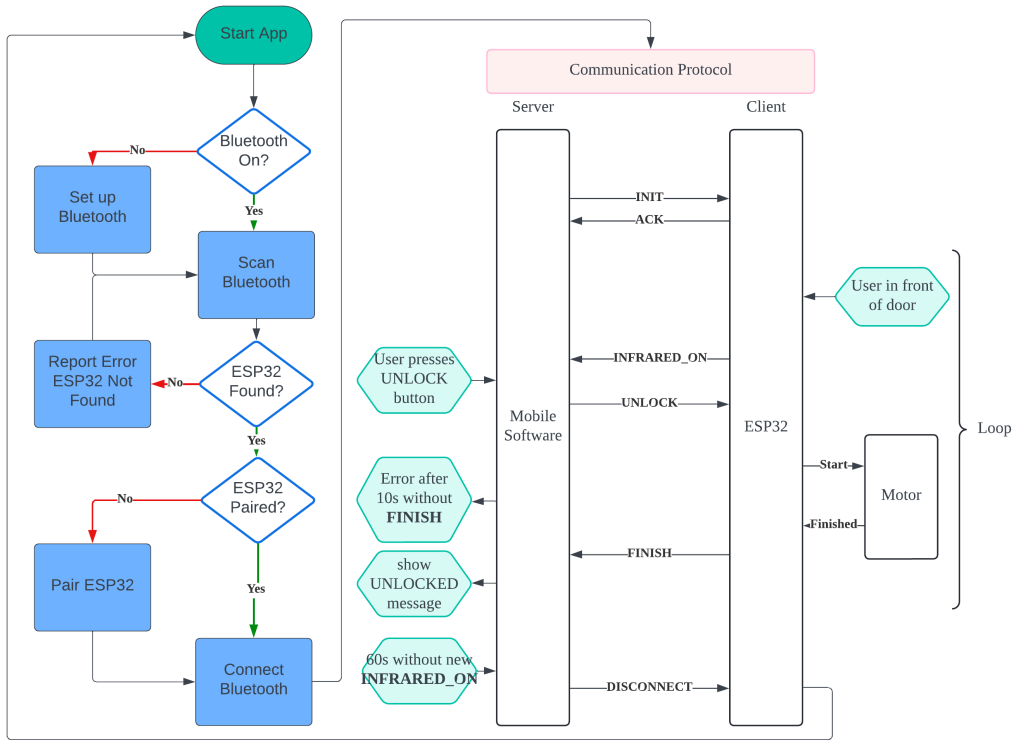 Start App
Bluetooth
On?
No
Set up
Bluetooth
Yes
Scan
Bluetooth
ESP32
Found?
No
Report Error
ESP32 Not
Found
Yes
ESP32
Paired?
No
Pair ESP32
Yes
Connect
Bluetooth
Communication Protocol
Server
Client
INIT
ACK
User in front
of door
INFRARED_ON
User presses
UNLOCK
button
UNLOCK
Mobile
Software
ESP32
Loop
Start
Motor
Finished
Error after
10s without
FINISH
FINISH
show
UNLOCKED
message
60s without new
INFRARED_ON
DISCONNECT